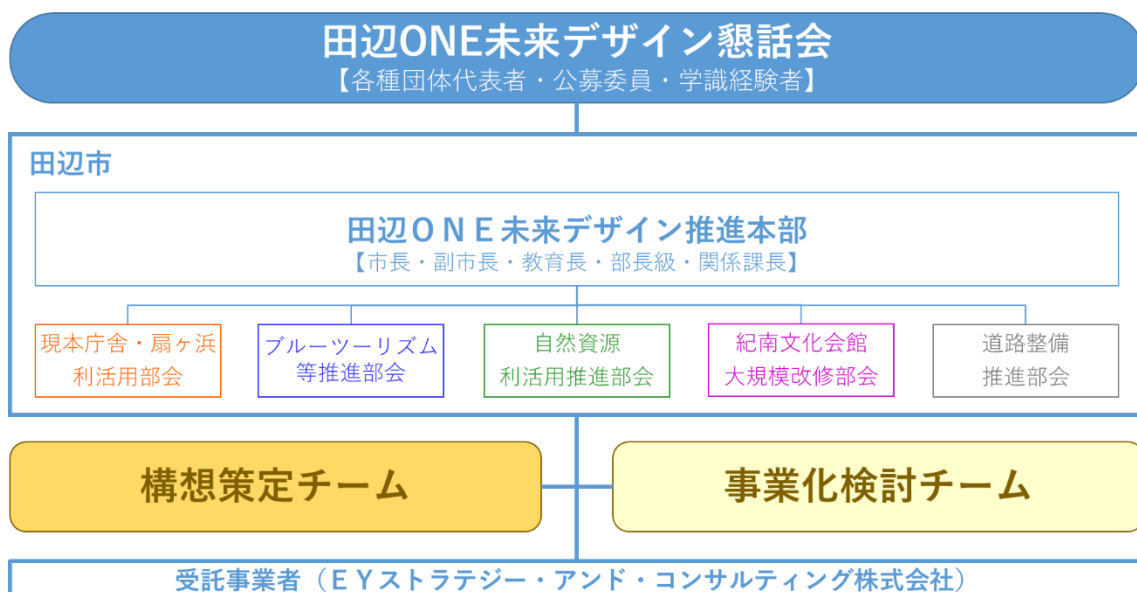 田辺ONE未来デザイン懇話会
【各種団体代表者・公募委員・学識経験者】
田辺市
田辺ＯＮＥ未来デザイン推進本部
【市長・副市長・教育長・部長級・関係課長】
現本庁舎・扇ヶ浜
利活用部会
ブルーツーリズム
等推進部会
自然資源
利活用推進部会
紀南文化会館
大規模改修部会
道路整備
推進部会
構想策定チーム
事業化検討チーム
受託事業者（ＥＹストラテジー・アンド・コンサルティング株式会社）